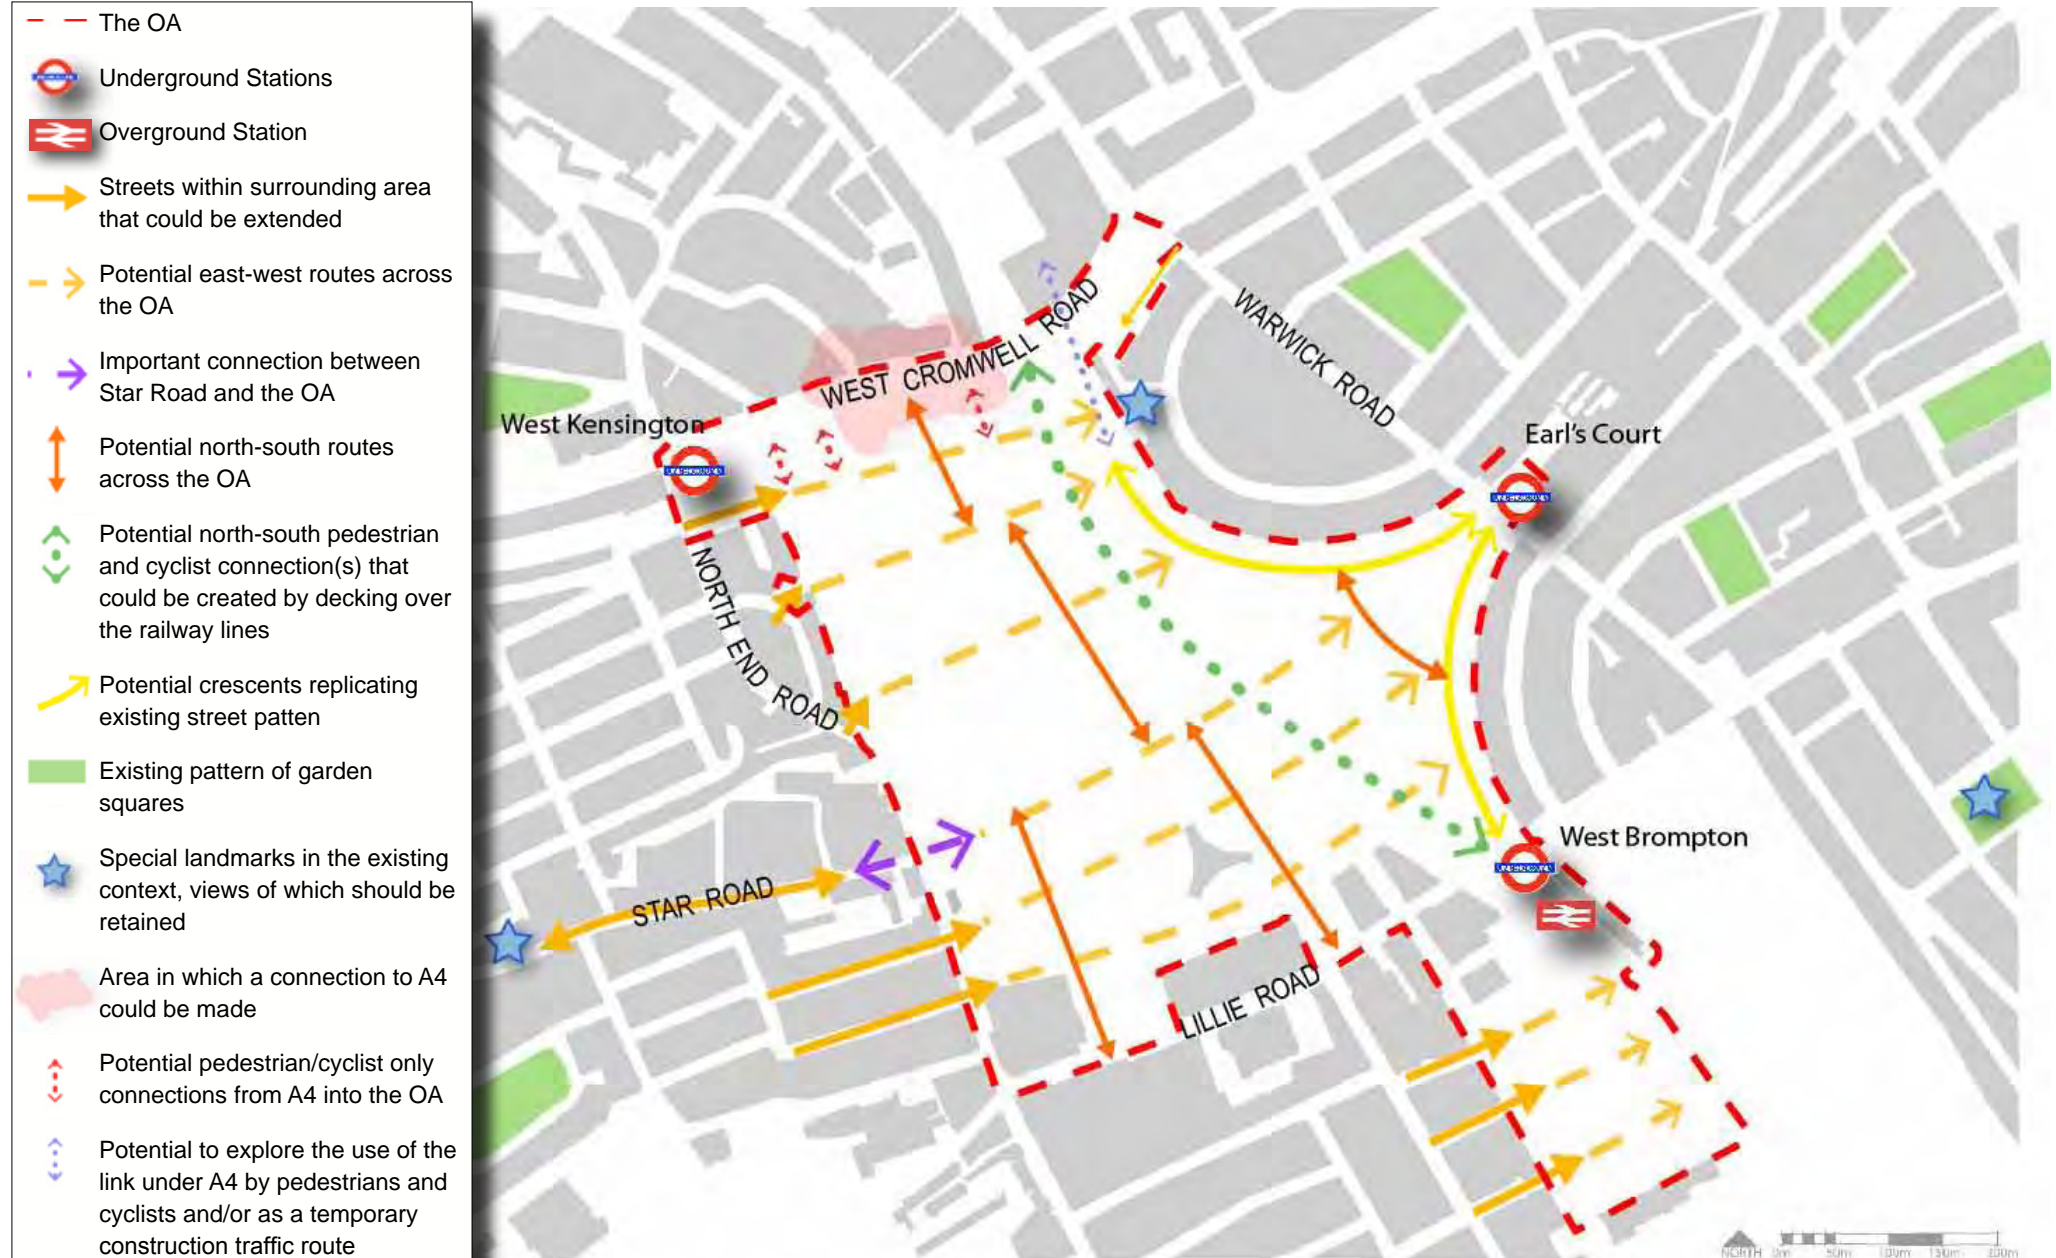 The OA
Underground Stations
Overground Station
Streets within surrounding area
that could be extended
Potential east-west routes across
the OA
Important connection between
Star Road and the OA
Potential north-south routes
across the OA
Potential north-south pedestrian
and cyclist connection(s) that
could be created by decking over
the railway lines
Potential crescents replicating
existing street patten
Existing pattern of garden
squares
Special landmarks in the existing
context, views of which should be
retained
Area in which a connection to A4
could be made
Potential pedestrian/cyclist only
connections from A4 into the OA
Potential to explore the use of the
link under A4 by pedestrians and
cyclists and/or as a temporary
construction traffic route
WEST CROMWELL ROAD
WARWICK ROAD
West Kensington
Earl's Court
NORTH END ROAD
West Brompton
STAR ROAD
LILLIE ROAD
NORTH 0m 50m 100m 150m 200m